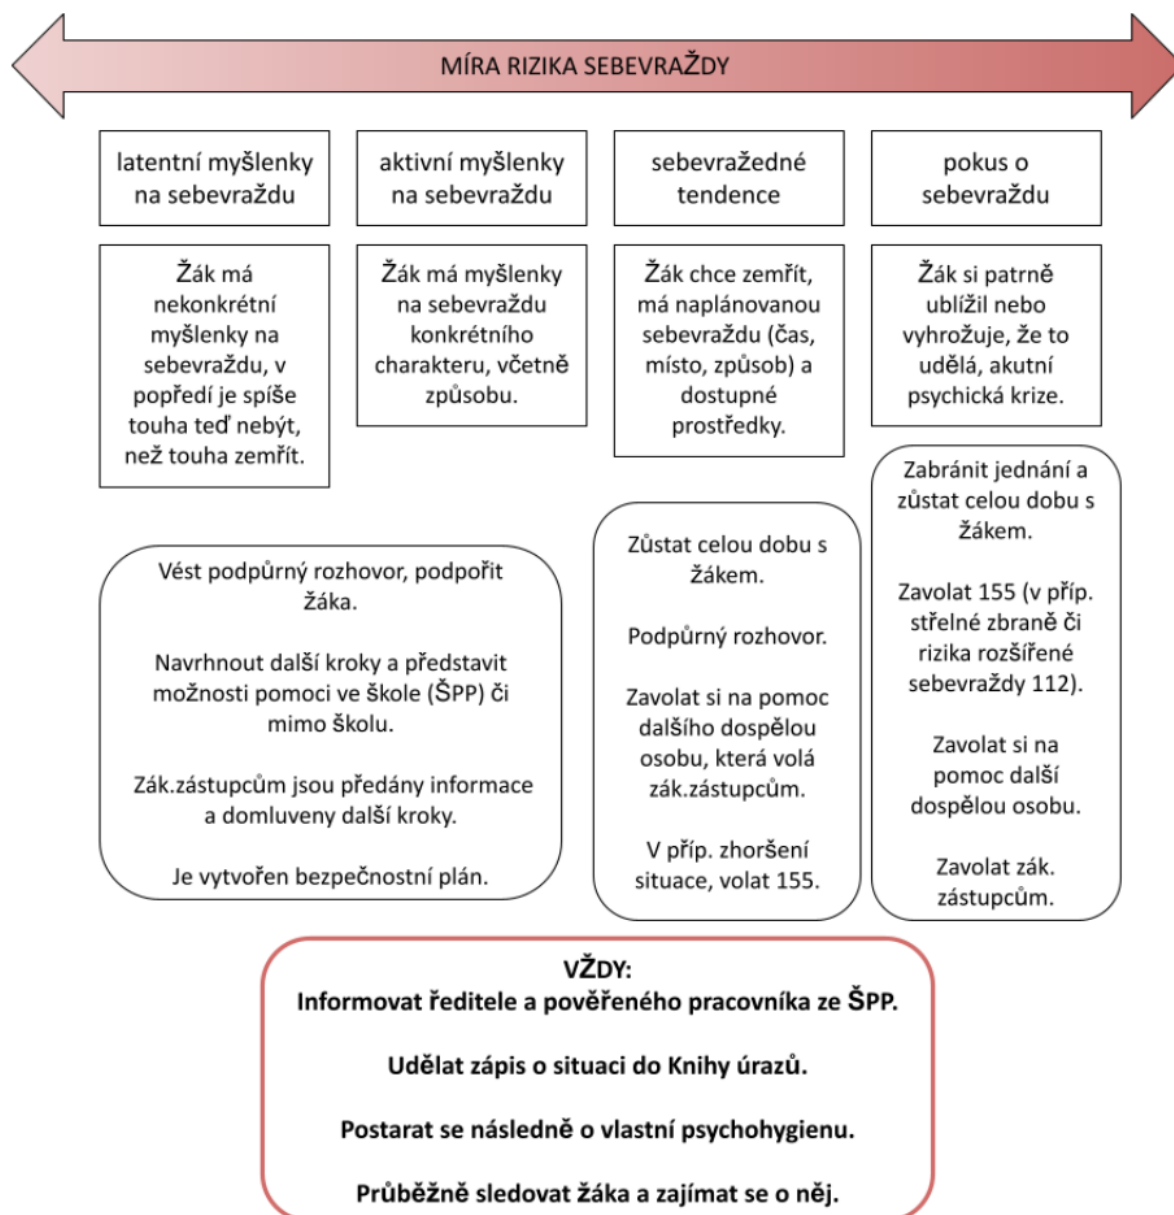 MÍRA RIZIKA SEBEVRAŽDY
latentní myšlenky
na sebevraždu
aktivní myšlenky
na sebevraždu
sebevražedné
tendence
pokus o
sebevraždu
Žák má
nekonkrétní
myšlenky na
sebevraždu, v
popředí je spíše
touha teď nebýt,
než touha zemřít.
Žák má myšlenky
na sebevraždu
konkrétního
charakteru, včetně
způsobu.
Žák chce zemřít,
má naplánovanou
sebevraždu (čas,
místo, způsob) a
dostupné
prostředky.
Žák si patrně
ublížil nebo
vyhrožuje, že to
udělá, akutní
psychická krize.
Vést podpůrný rozhovor, podpořit
žáka.
Navrhnout další kroky a představit
možnosti pomoci ve škole (ŠPP) či
mimo školu.
Zák.zástupcům jsou předány informace
a domluveny další kroky.
Je vytvořen bezpečnostní plán.
Zůstat celou dobu s
žákem.
Podpůrný rozhovor.
Zavolat si na pomoc
dalšího dospělou
osobu, která volá
zák.zástupcům.
V příp. zhoršení
situace, volat 155.
Zabránit jednání a
zůstat celou dobu s
žákem.
Zavolat 155 (v příp.
střelné zbraně či
rizika rozšířené
sebevraždy 112).
Zavolat si na
pomoc další
dospělou osobu.
Zavolat zák.
zástupcům.
VŽDY:
Informovat ředitele a pověřeného pracovníka ze ŠPP.
Udělat zápis o situaci do Knihy úrazů.
Postarat se následně o vlastní psychohygienu.
Průběžně sledovat žáka a zajímat se o něj.